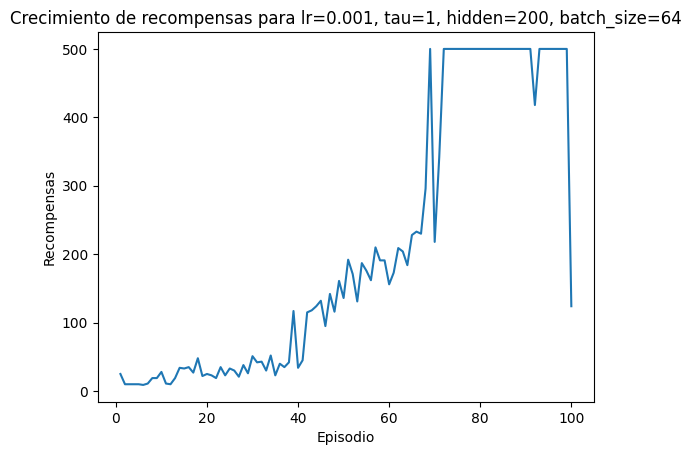 Crecimiento de recompensas para lr=0.001, tau=1, hidden=200, batch_size=64
500
400
300
200
100
0
Recompensas
0 20 40 60 80 100
Episodio